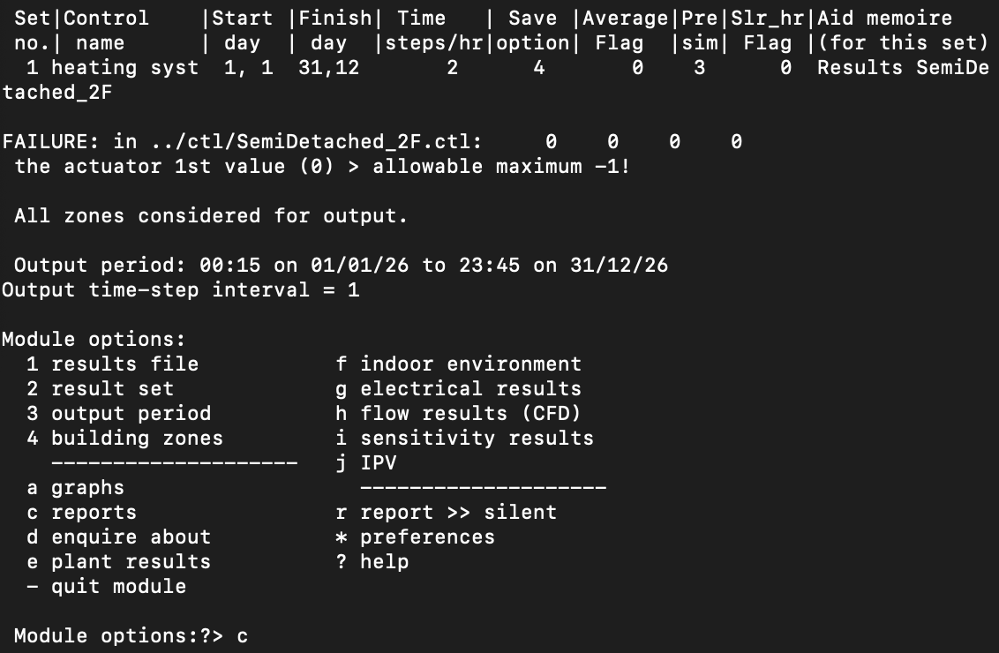 Set|Control    |Start |Finish| Time   | Save |Average|Pre|Slr_hr|Aid memoire
 no.| name      | day  | day  |steps/hr|option| Flag  |sim| Flag |(for this set)
  1 heating syst  1, 1  31,12       2      4       0    3      0  Results SemiDe
tached_2F

FAILURE: in ../ctl/SemiDetached_2F.ctl:     0    0    0    0
 the actuator 1st value (0) > allowable maximum -1!

 All zones considered for output.

 Output period: 00:15 on 01/01/26 to 23:45 on 31/12/26
Output time-step interval = 1

Module options:
  1 results file           f indoor environment
  2 result set             g electrical results
  3 output period          h flow results (CFD)
  4 building zones         i sensitivity results
    --------------------   j IPV
  a graphs                   --------------------
  c reports                r report >> silent
  d enquire about          * preferences
  e plant results          ? help
  - quit module

 Module options:?> c